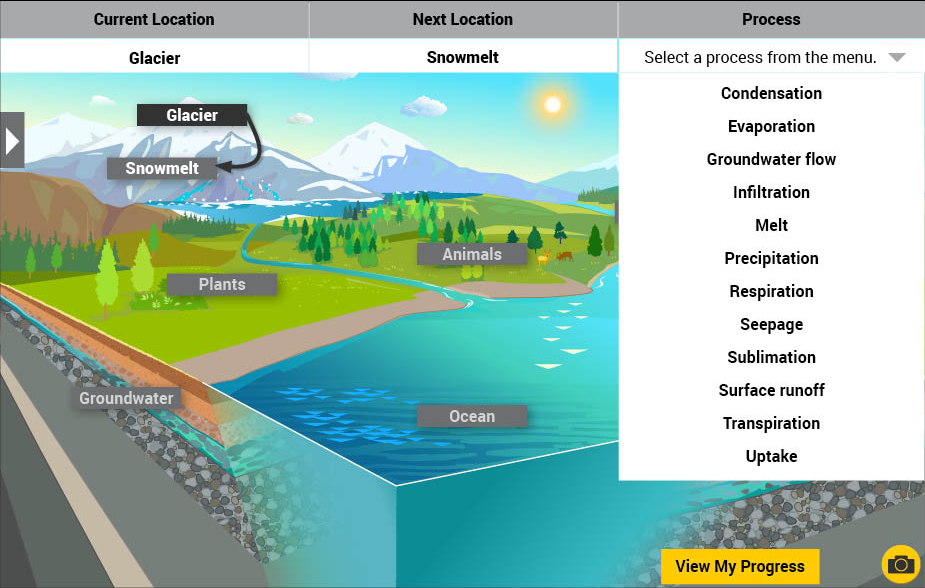 Current Location
Next Location
Process
Glacier
Snowmelt
Select a process from the menu.
Condensation
Evaporation
Groundwater flow
Infiltration
Melt
Precipitation
Respiration
Seepage
Sublimation
Surface runoff
Transpiration
Uptake
Glacier
Snowmelt
Animals
Plants
Groundwater
Ocean
View My Progress